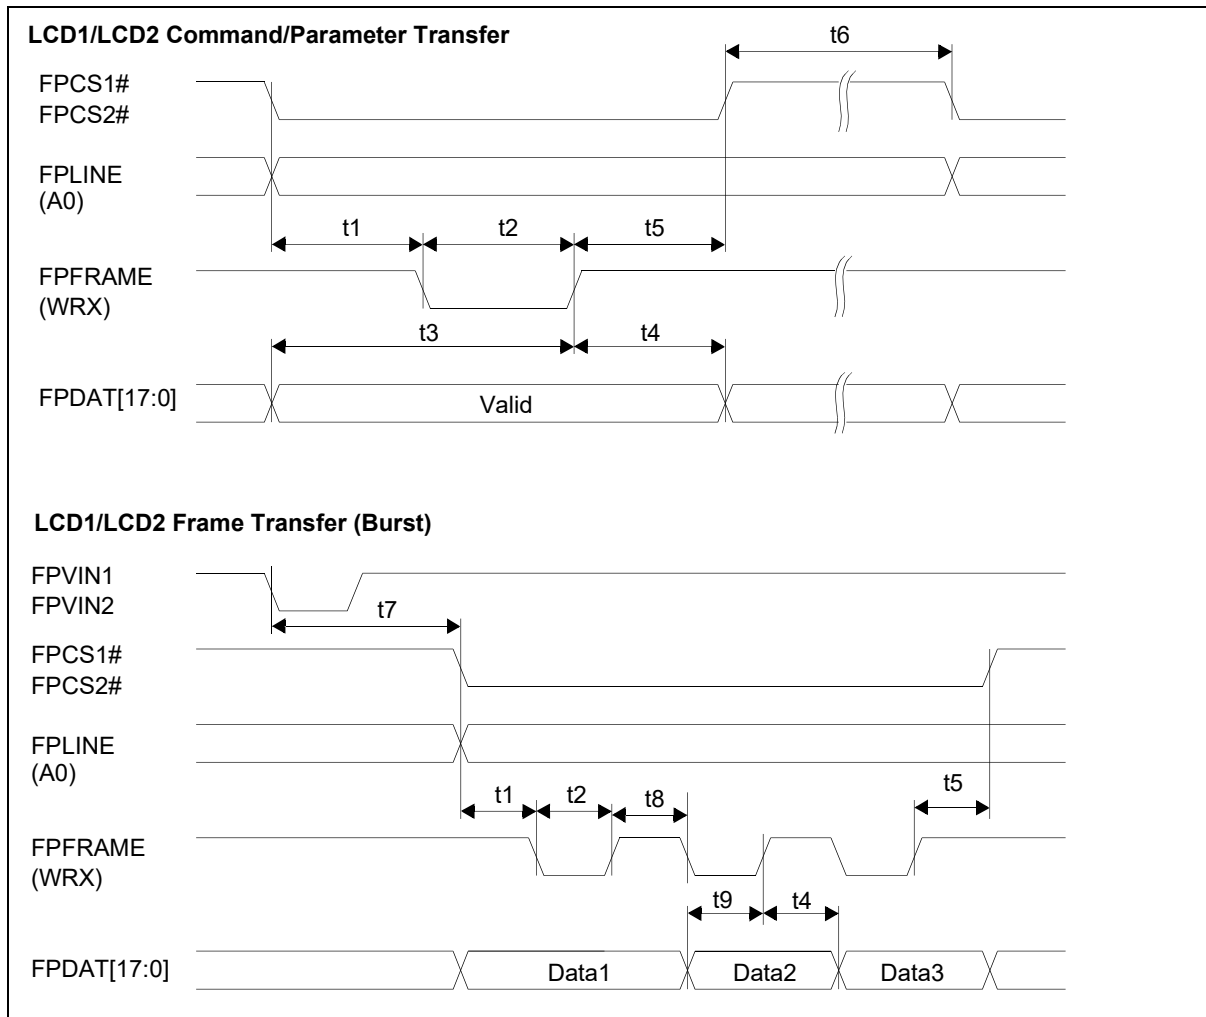 LCD1/LCD2 Command/Parameter Transfer
t6
FPCS1#
FPCS2#
FPLINE
(A0)
t1
t2
t5
FPFRAME
(WRX)
t3
t4
FPDAT[17:0]
Valid
LCD1/LCD2 Frame Transfer (Burst)
FPVIN1
FPVIN2
t7
FPCS1#
FPCS2#
FPLINE
(A0)
t1
t2
t8
t5
FPFRAME
(WRX)
t9
t4
FPDAT[17:0]
Data1
Data2
Data3